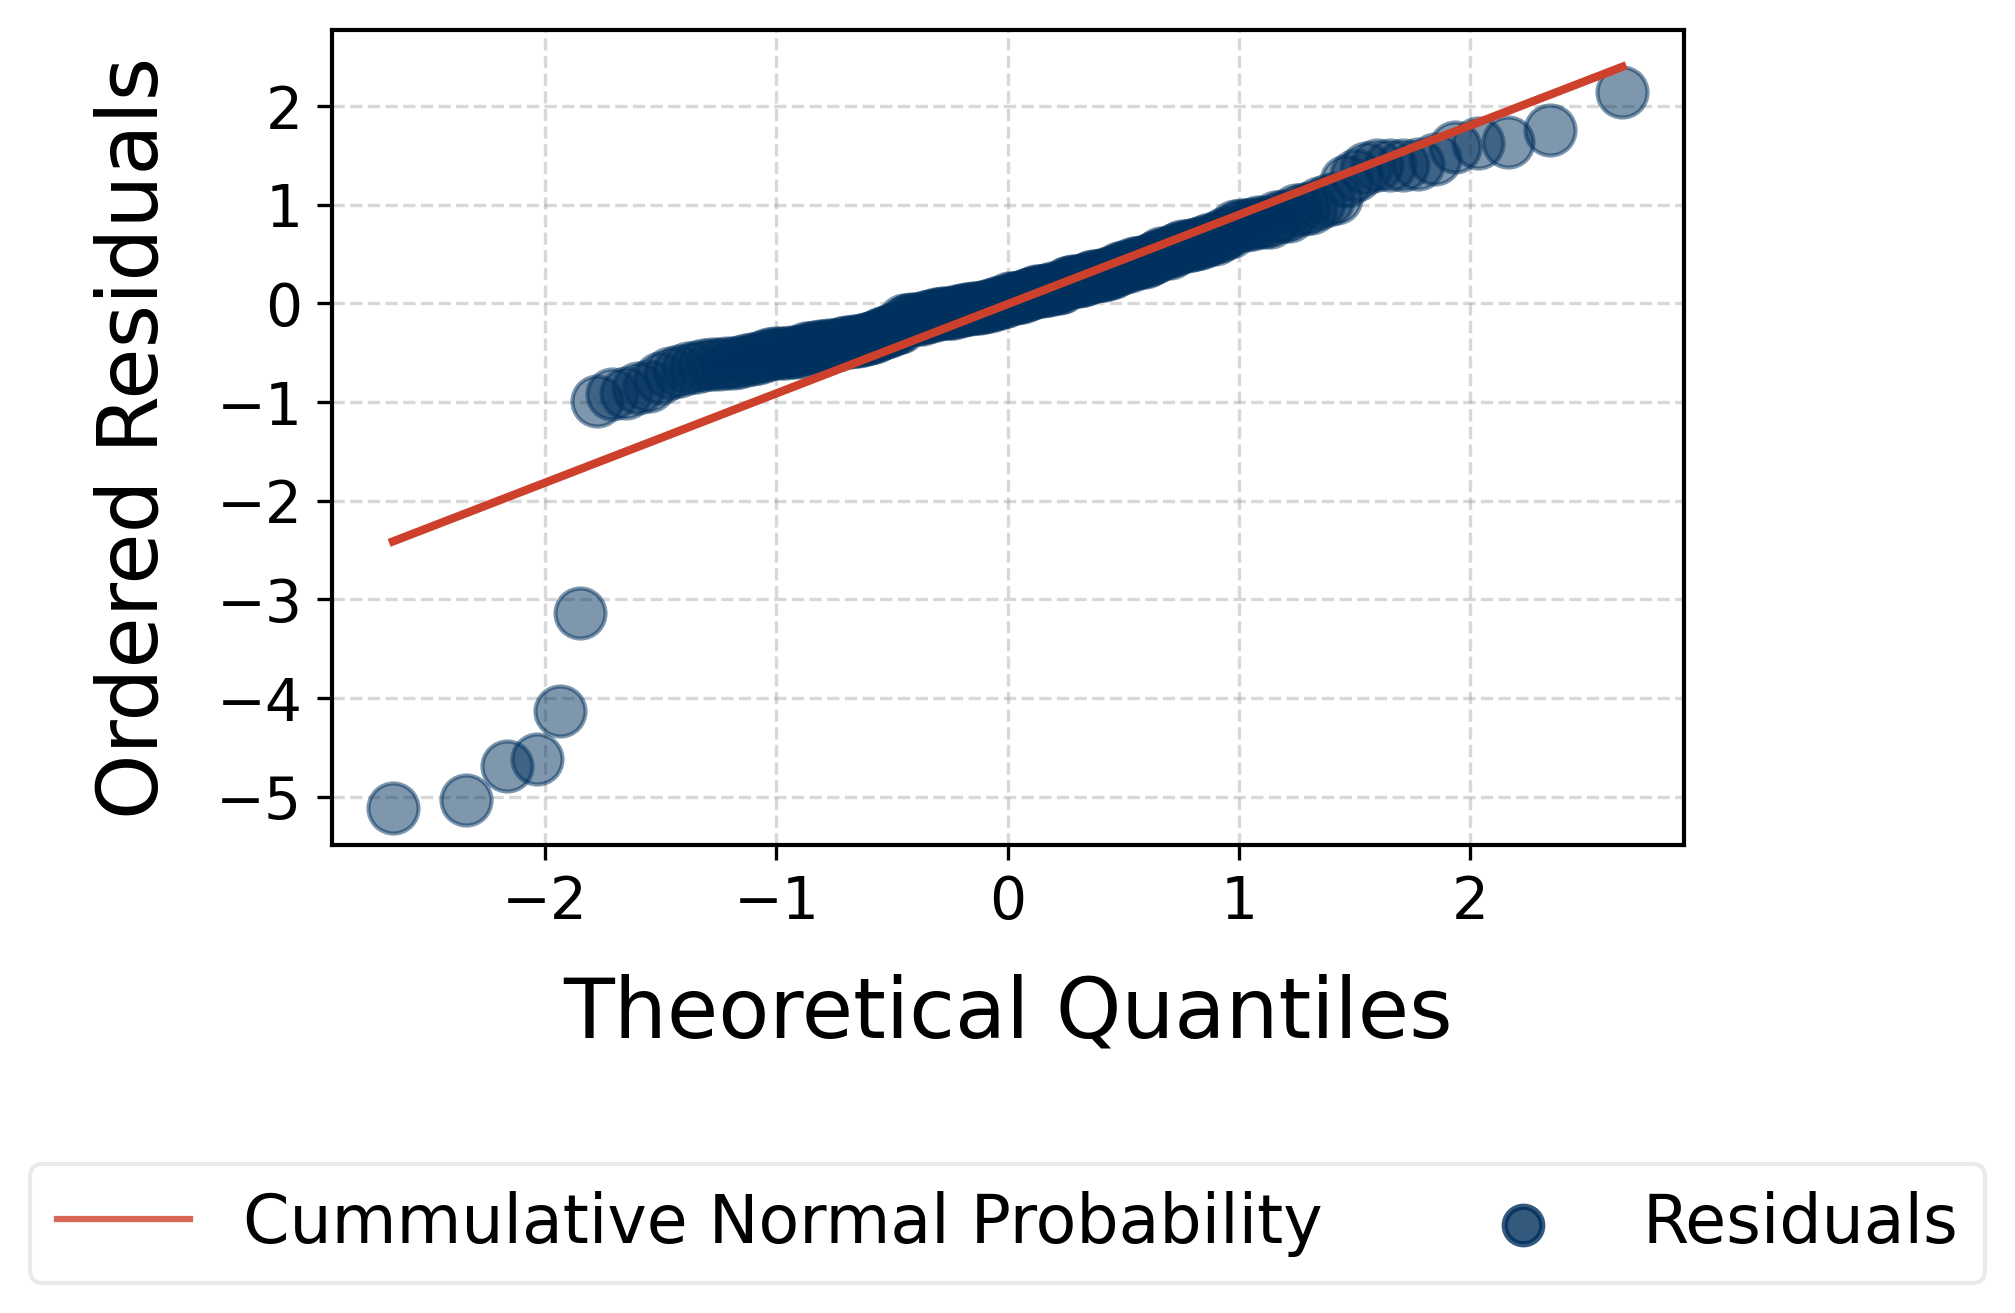 Ordered Residuals
2
1
0
−1
−2
−3
−4
−5
−2 −1 0 1 2
Theoretical Quantiles
Cummulative Normal Probability Residuals